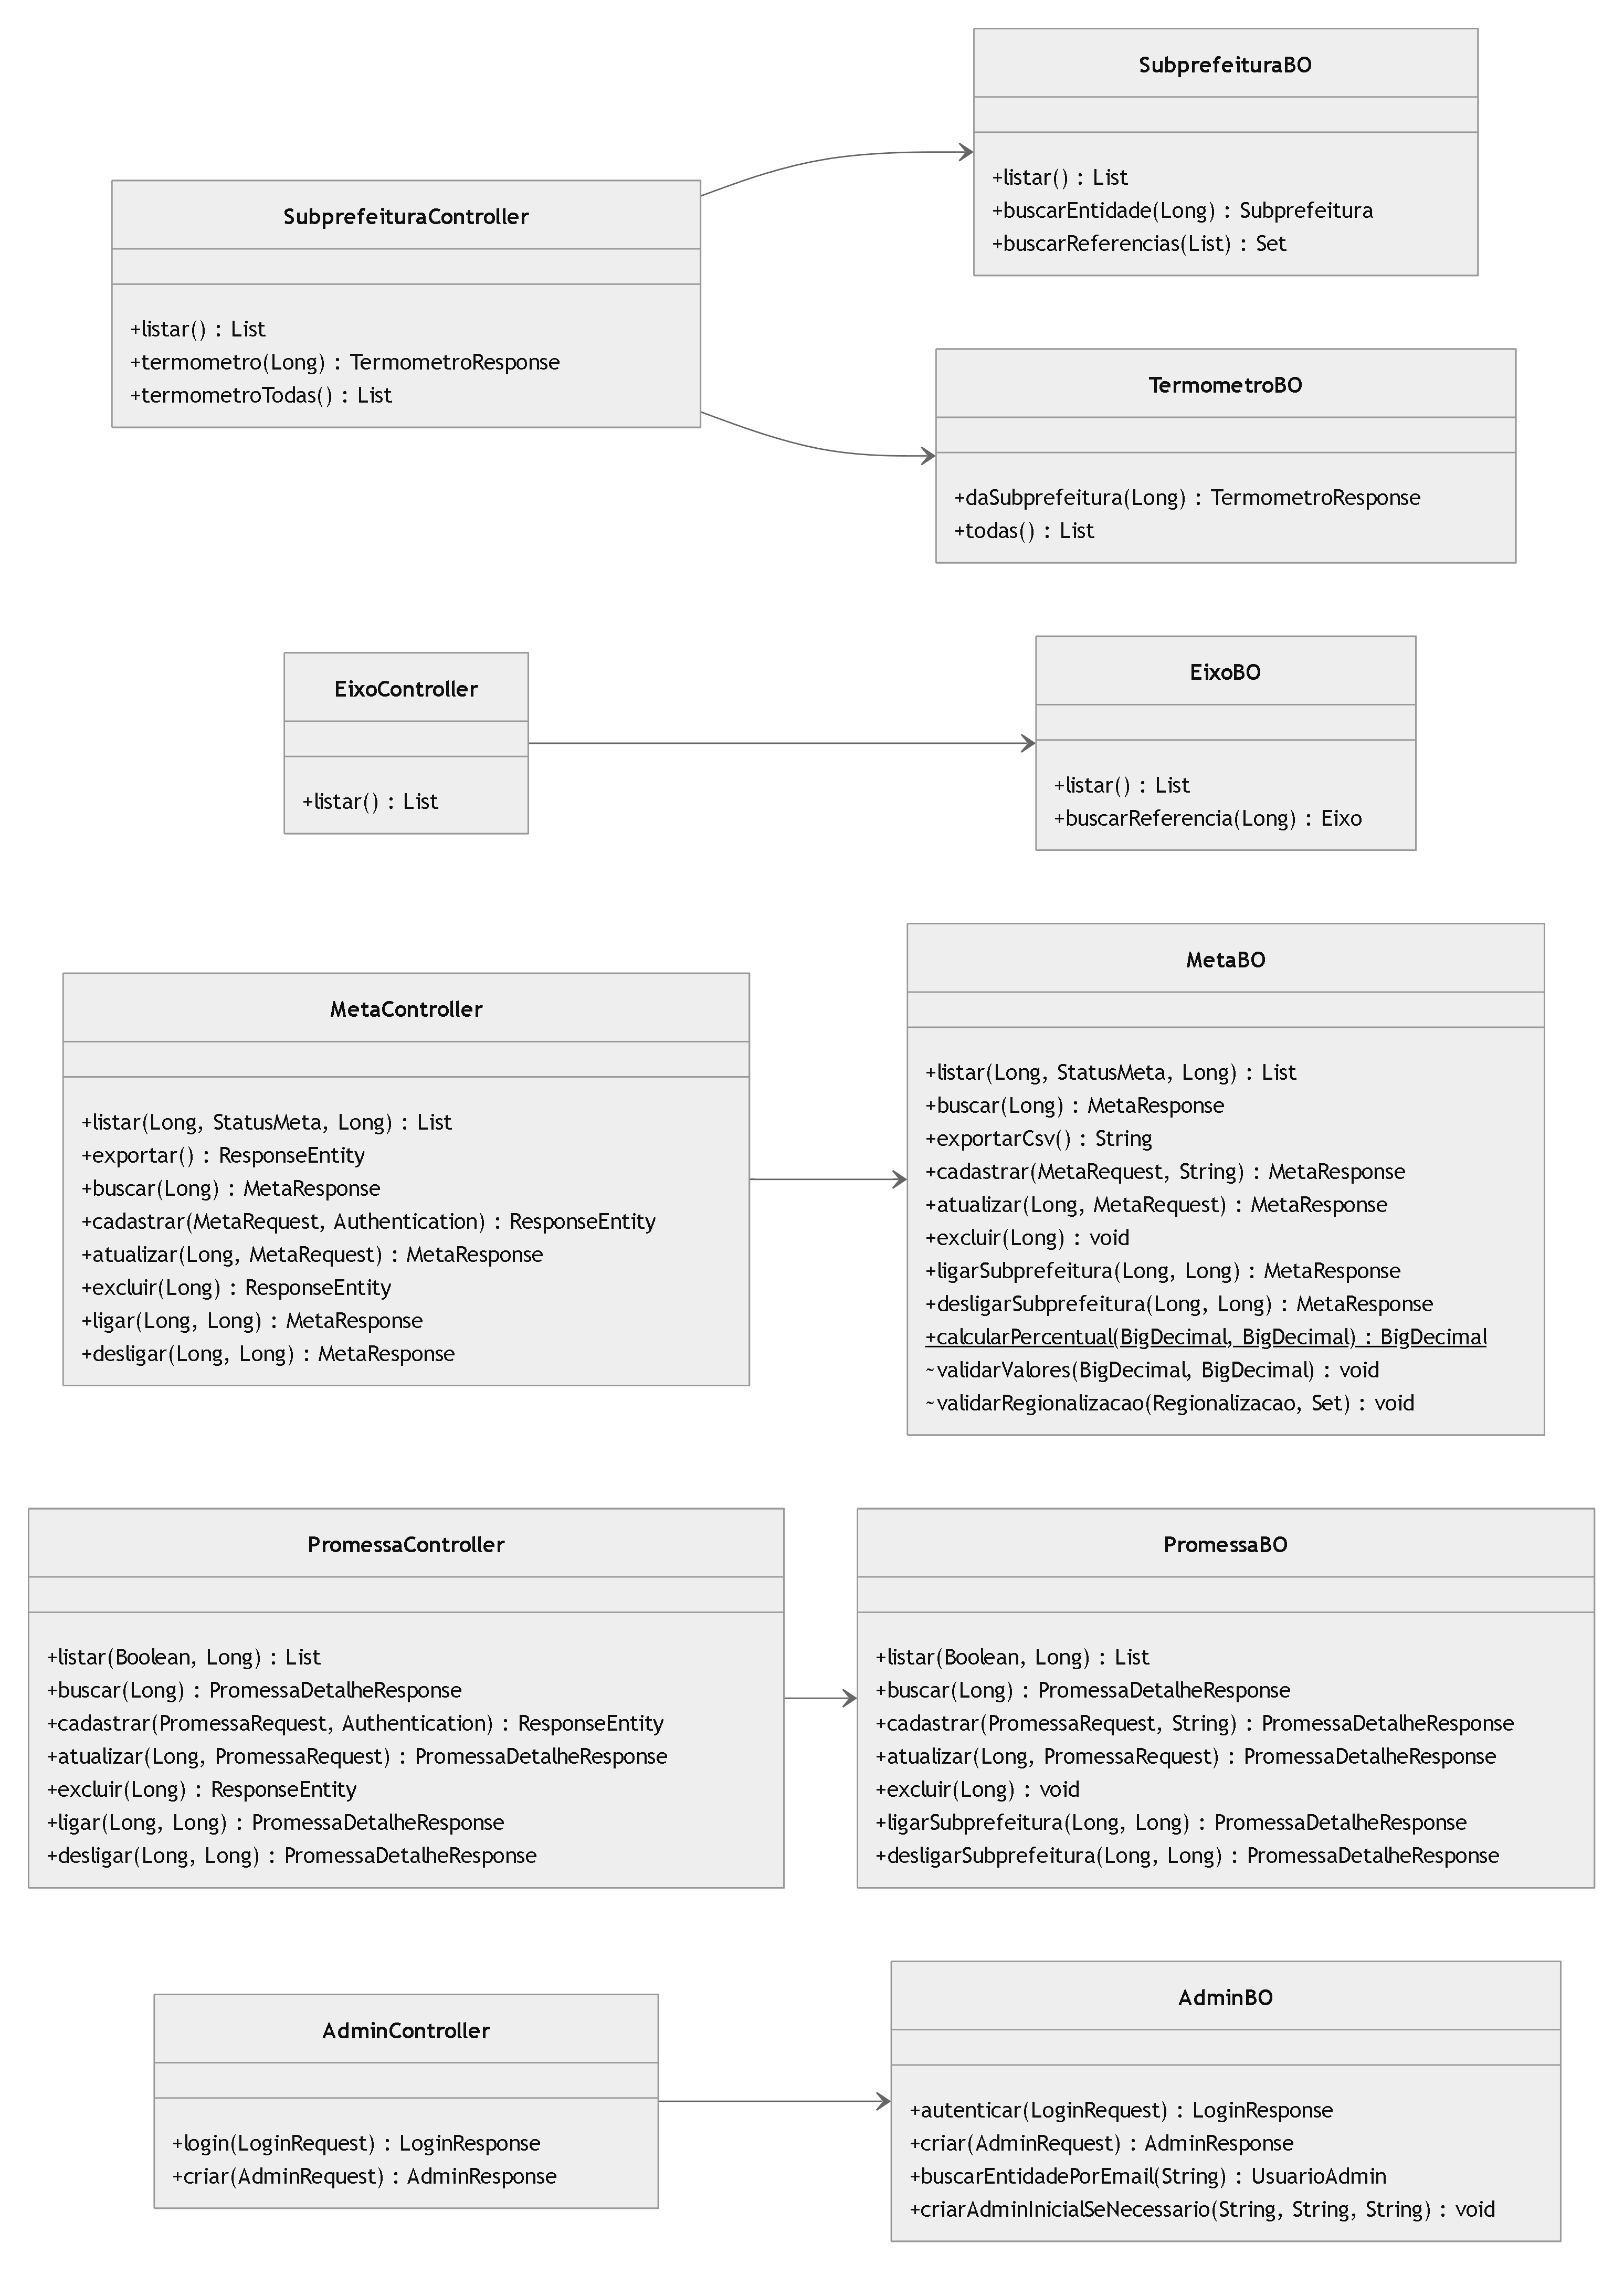 SubprefeituraBO
+listar() : List
+buscarEntidade(Long) : Subprefeitura
+buscarReferencias(List) : Set
SubprefeituraController
+listar() : List
+termometro(Long) : TermometroResponse
+termometroTodas() : List
TermometroBO
+daSubprefeitura(Long) : TermometroResponse
+todas() : List
EixoController
+listar() : List
EixoBO
+listar() : List
+buscarReferencia(Long) : Eixo
MetaController
+listar(Long, StatusMeta, Long) : List
+exportar() : ResponseEntity
+buscar(Long) : MetaResponse
+cadastrar(MetaRequest, Authentication) : ResponseEntity
+atualizar(Long, MetaRequest) : MetaResponse
+excluir(Long) : ResponseEntity
+ligar(Long, Long) : MetaResponse
+desligar(Long, Long) : MetaResponse
MetaBO
+listar(Long, StatusMeta, Long) : List
+buscar(Long) : MetaResponse
+exportarCsv() : String
+cadastrar(MetaRequest, String) : MetaResponse
+atualizar(Long, MetaRequest) : MetaResponse
+excluir(Long) : void
+ligarSubprefeitura(Long, Long) : MetaResponse
+desligarSubprefeitura(Long, Long) : MetaResponse
+calcularPercentual(BigDecimal, BigDecimal) : BigDecimal
~validarValores(BigDecimal, BigDecimal) : void
~validarRegionalizacao(Regionalizacao, Set) : void
PromessaController
+listar(Boolean, Long) : List
+buscar(Long) : PromessaDetalheResponse
+cadastrar(PromessaRequest, Authentication) : ResponseEntity
+atualizar(Long, PromessaRequest) : PromessaDetalheResponse
+excluir(Long) : ResponseEntity
+ligar(Long, Long) : PromessaDetalheResponse
+desligar(Long, Long) : PromessaDetalheResponse
PromessaBO
+listar(Boolean, Long) : List
+buscar(Long) : PromessaDetalheResponse
+cadastrar(PromessaRequest, String) : PromessaDetalheResponse
+atualizar(Long, PromessaRequest) : PromessaDetalheResponse
+excluir(Long) : void
+ligarSubprefeitura(Long, Long) : PromessaDetalheResponse
+desligarSubprefeitura(Long, Long) : PromessaDetalheResponse
AdminController
+login(LoginRequest) : LoginResponse
+criar(AdminRequest) : AdminResponse
AdminBO
+autenticar(LoginRequest) : LoginResponse
+criar(AdminRequest) : AdminResponse
+buscarEntidadePorEmail(String) : UsuarioAdmin
+criarAdminInicialSeNecessario(String, String, String) : void